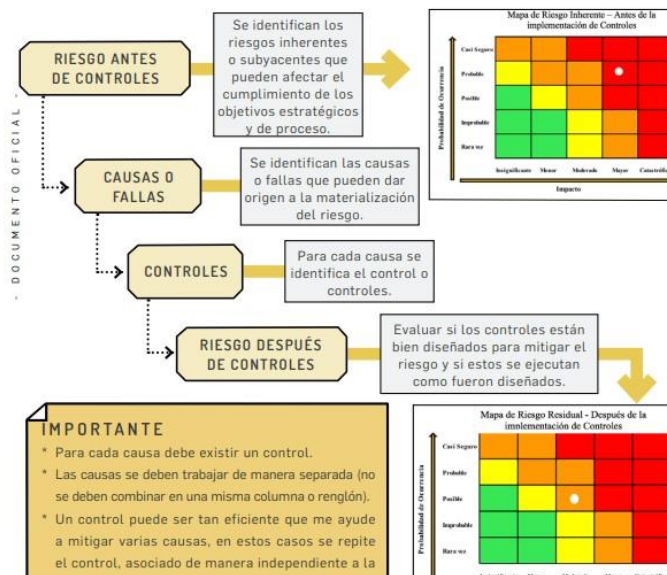 - DOCUMENTO OFICIAL -
RIESGO ANTES
DE CONTROLES
Se identifican los
riesgos inherentes
o subyacentes que
pueden afectar el
cumplimiento de los
objetivos estratégicos
y de proceso.
Mapa de Riesgo Inherente – Antes de la
implementación de Controles
Probabilidad de Ocurrencia
Casi Seguro
Probable
Posible
Improbable
Rara vez
Insignificante Menor Moderado Mayor
Impacto
CAUSAS O
FALLAS
Se identifican las causas
o fallas que pueden dar
origen a la materialización
del riesgo.
CONTROLES
Para cada causa se
identifica el control o
controles.
RIESGO DESPUÉS
DE CONTROLES
Evaluar si los controles están
bien diseñados para mitigar el
riesgo y si estos se ejecutan
como fueron diseñados.
IMPORTANTE
* Para cada causa debe existir un control.
* Las causas se deben trabajar de manera separada (no
se deben combinar en una misma columna o renglón).
* Un control puede ser tan eficiente que me ayude
a mitigar varias causas, en estos casos se repite
el control, asociado de manera independiente a la
Mapa de Riesgo Residual - Después de la
implementación de Controles
Probabilidad de Ocurrencia
Casi Seguro
Probable
Posible
Improbable
Rara vez